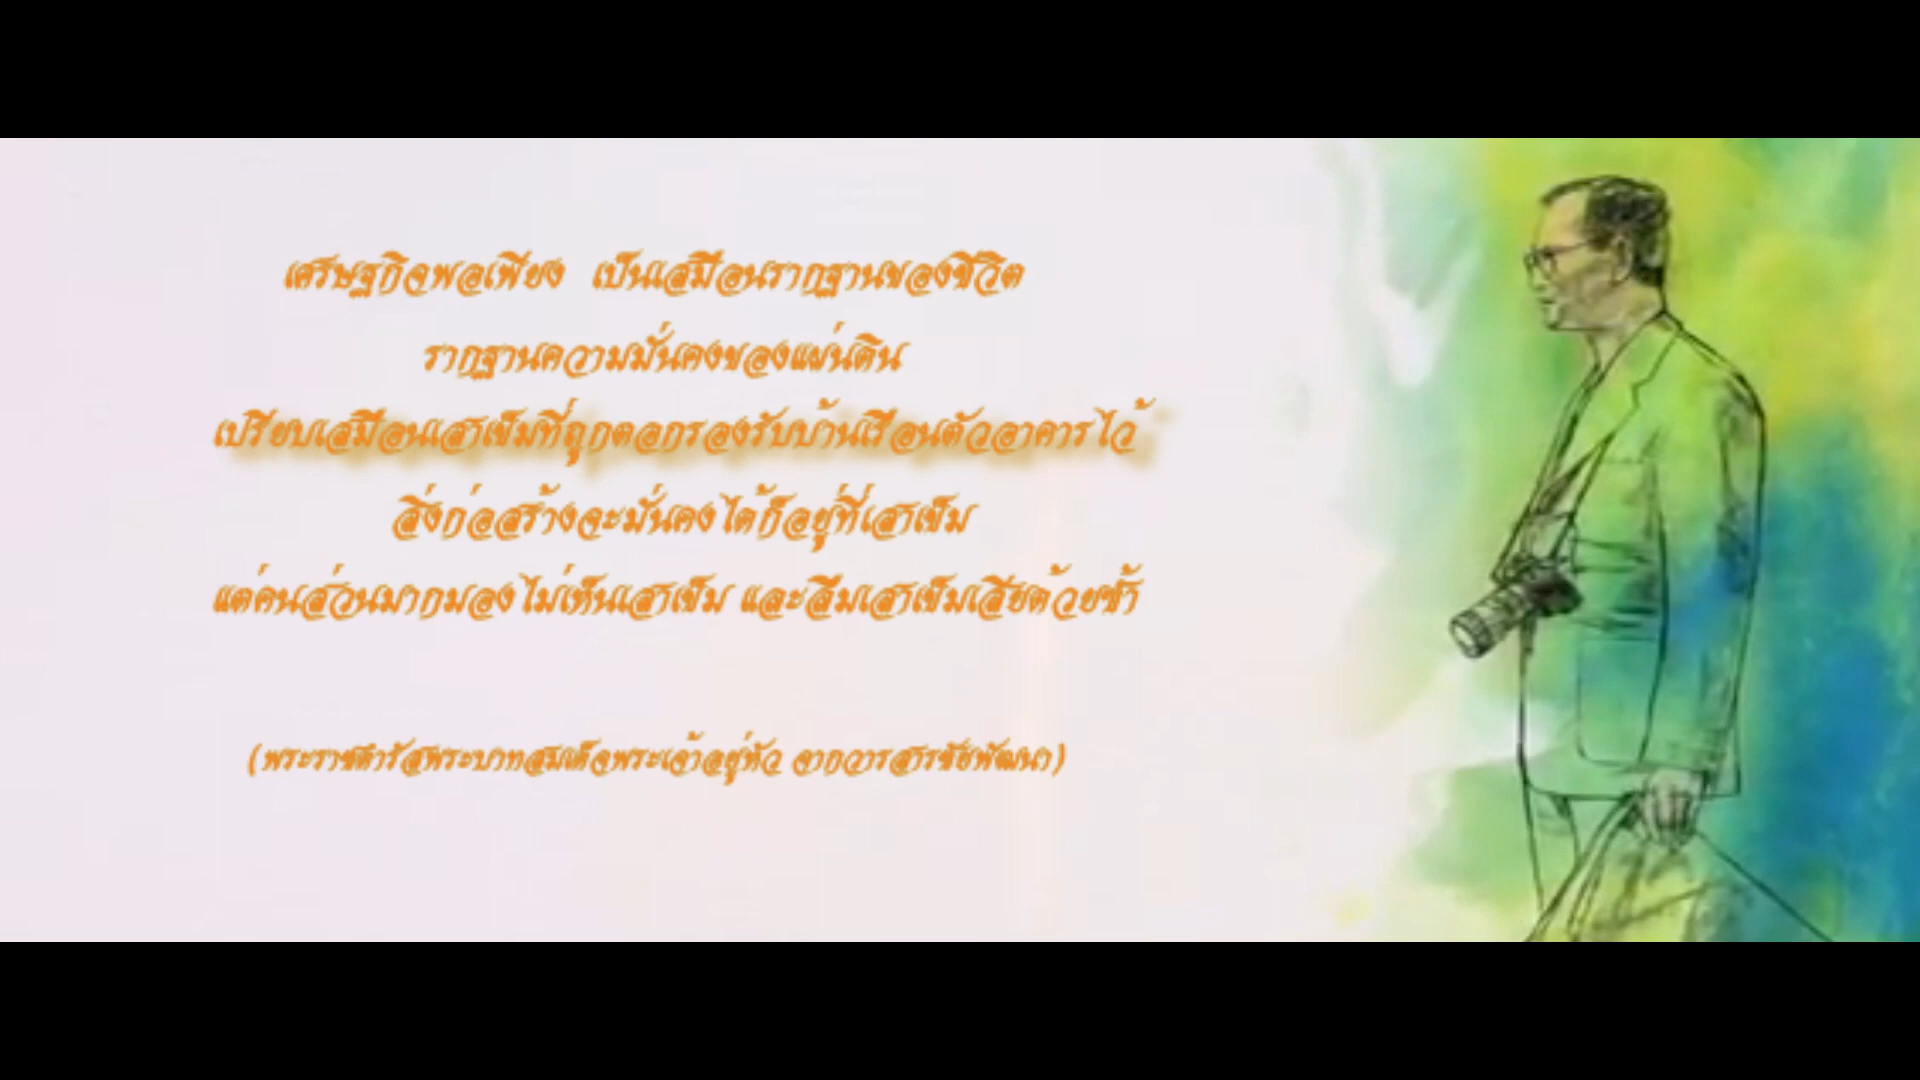 เศรษฐกิจพอเพียง เป็นเสมือนรากฐานของชีวิต
รากฐานความมั่นคงของแผ่นดิน
เปรียบเสมือนเสาเข็มที่ถูกตอกรองรับบ้านเรือนตัวอาคารไว้
สิ่งก่อสร้างจะมั่นคงได้ก็อยู่ที่เสาเข็ม
แต่คนส่วนมากมองไม่เห็นเสาเข็ม และลืมเสาเข็มเสียด้วยซ้ำ
(พระราชดำรัสพระบาทสมเด็จพระเจ้าอยู่หัว จากวารสารชัยพัฒนา)